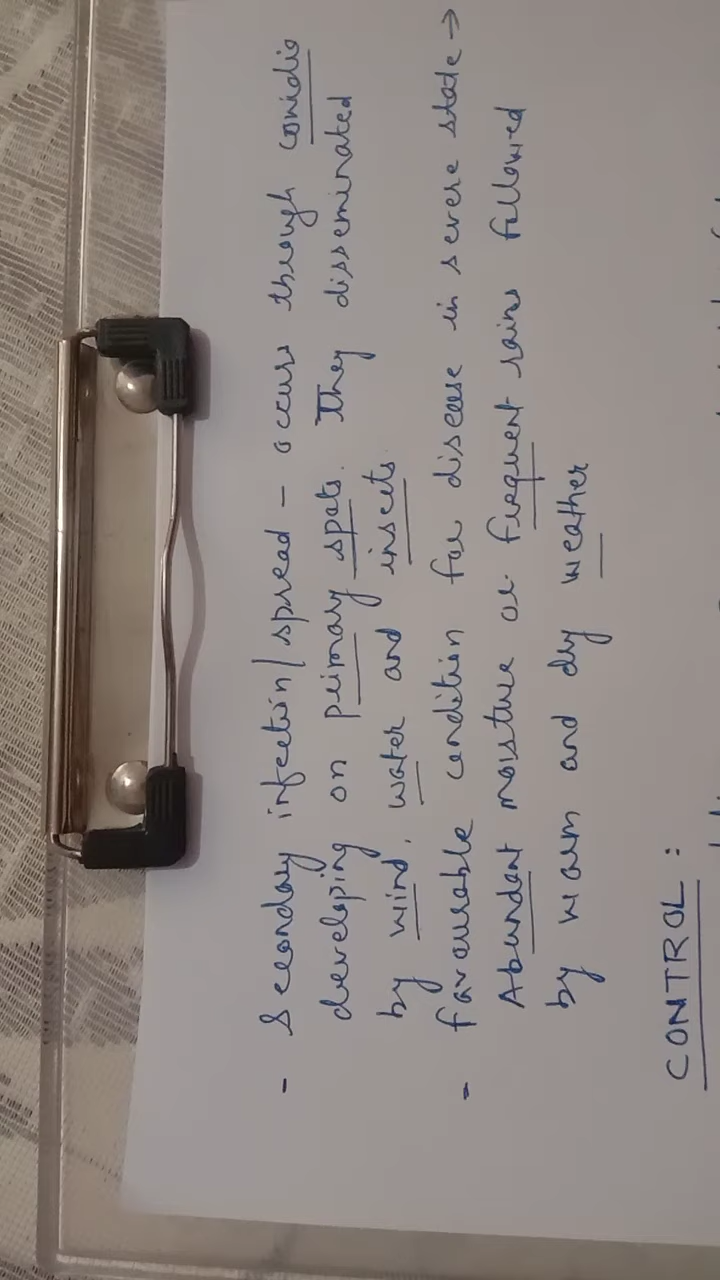 - Secondary infection/spread - occurs through conidia
developing on primary spots. They disseminated
by wind, water and insects.
- favourable condition for disease in severe state →
Abundant moisture or frequent rains followed
by warm and dry weather
CONTROL :